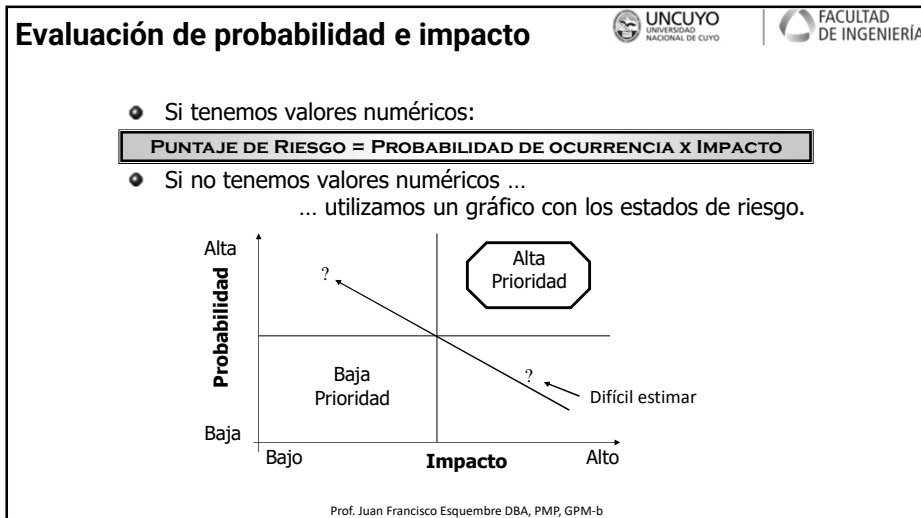 Evaluación de probabilidad e impacto
UNCUYO
UNIVERSIDAD
NACIONAL DE CUYO
FACULTAD
DE INGENIERÍA
Si tenemos valores numéricos:
PUNTAJE DE RIESGO = PROBABILIDAD DE OCURRENCIA X IMPACTO
Si no tenemos valores numéricos ...
... utilizamos un gráfico con los estados de riesgo.
Alta
Probabilidad
Baja
?
Alta
Prioridad
Baja
Prioridad
?
Difícil estimar
Bajo
Impacto
Alto
Prof. Juan Francisco Esquembre DBA, PMP, GPM-b